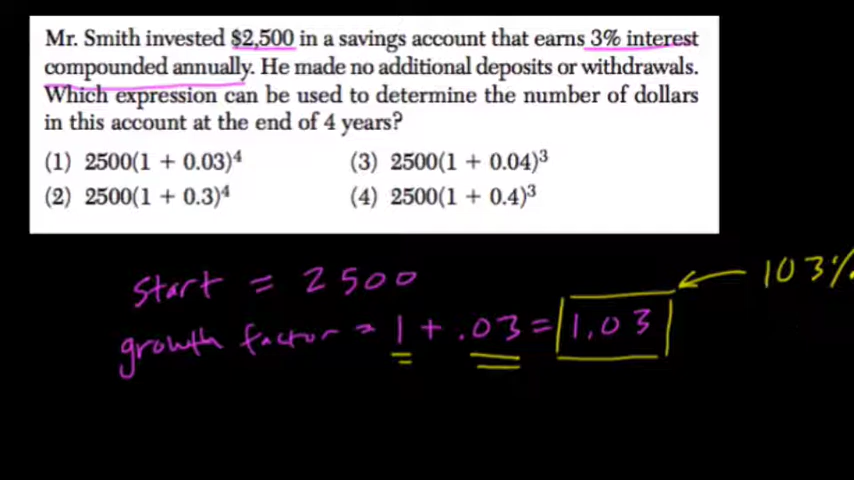 Mr. Smith invested $2,500 in a savings account that earns 3% interest
compounded annually. He made no additional deposits or withdrawals.
Which expression can be used to determine the number of dollars
in this account at the end of 4 years?
(1) 2500(1 + 0.03)⁴ (3) 2500(1 + 0.04)³
(2) 2500(1 + 0.3)⁴ (4) 2500(1 + 0.4)³
start = 2500
103%
growth factor = 1 + .03 = 1.03